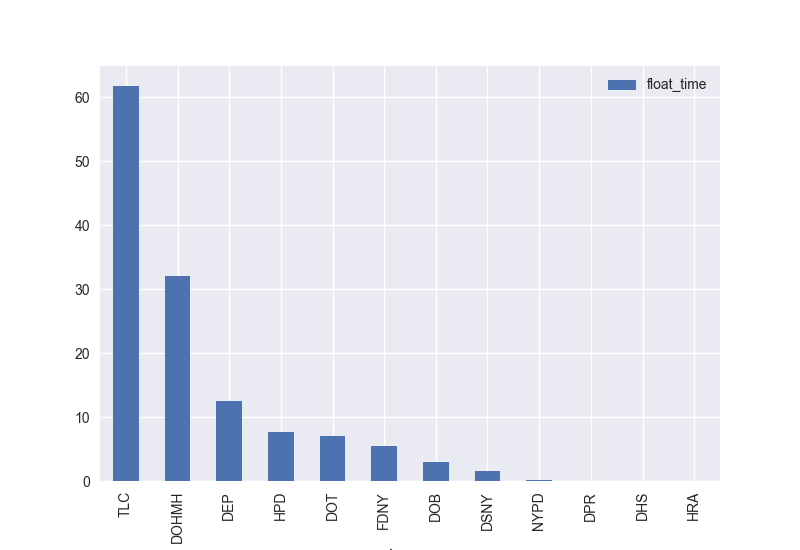 float_time
60
50
40
30
20
10
0
TLC
DOHMH
DEP
HPD
DOT
FDNY
DOB
DSNY
NYPD
DPR
DHS
HRA